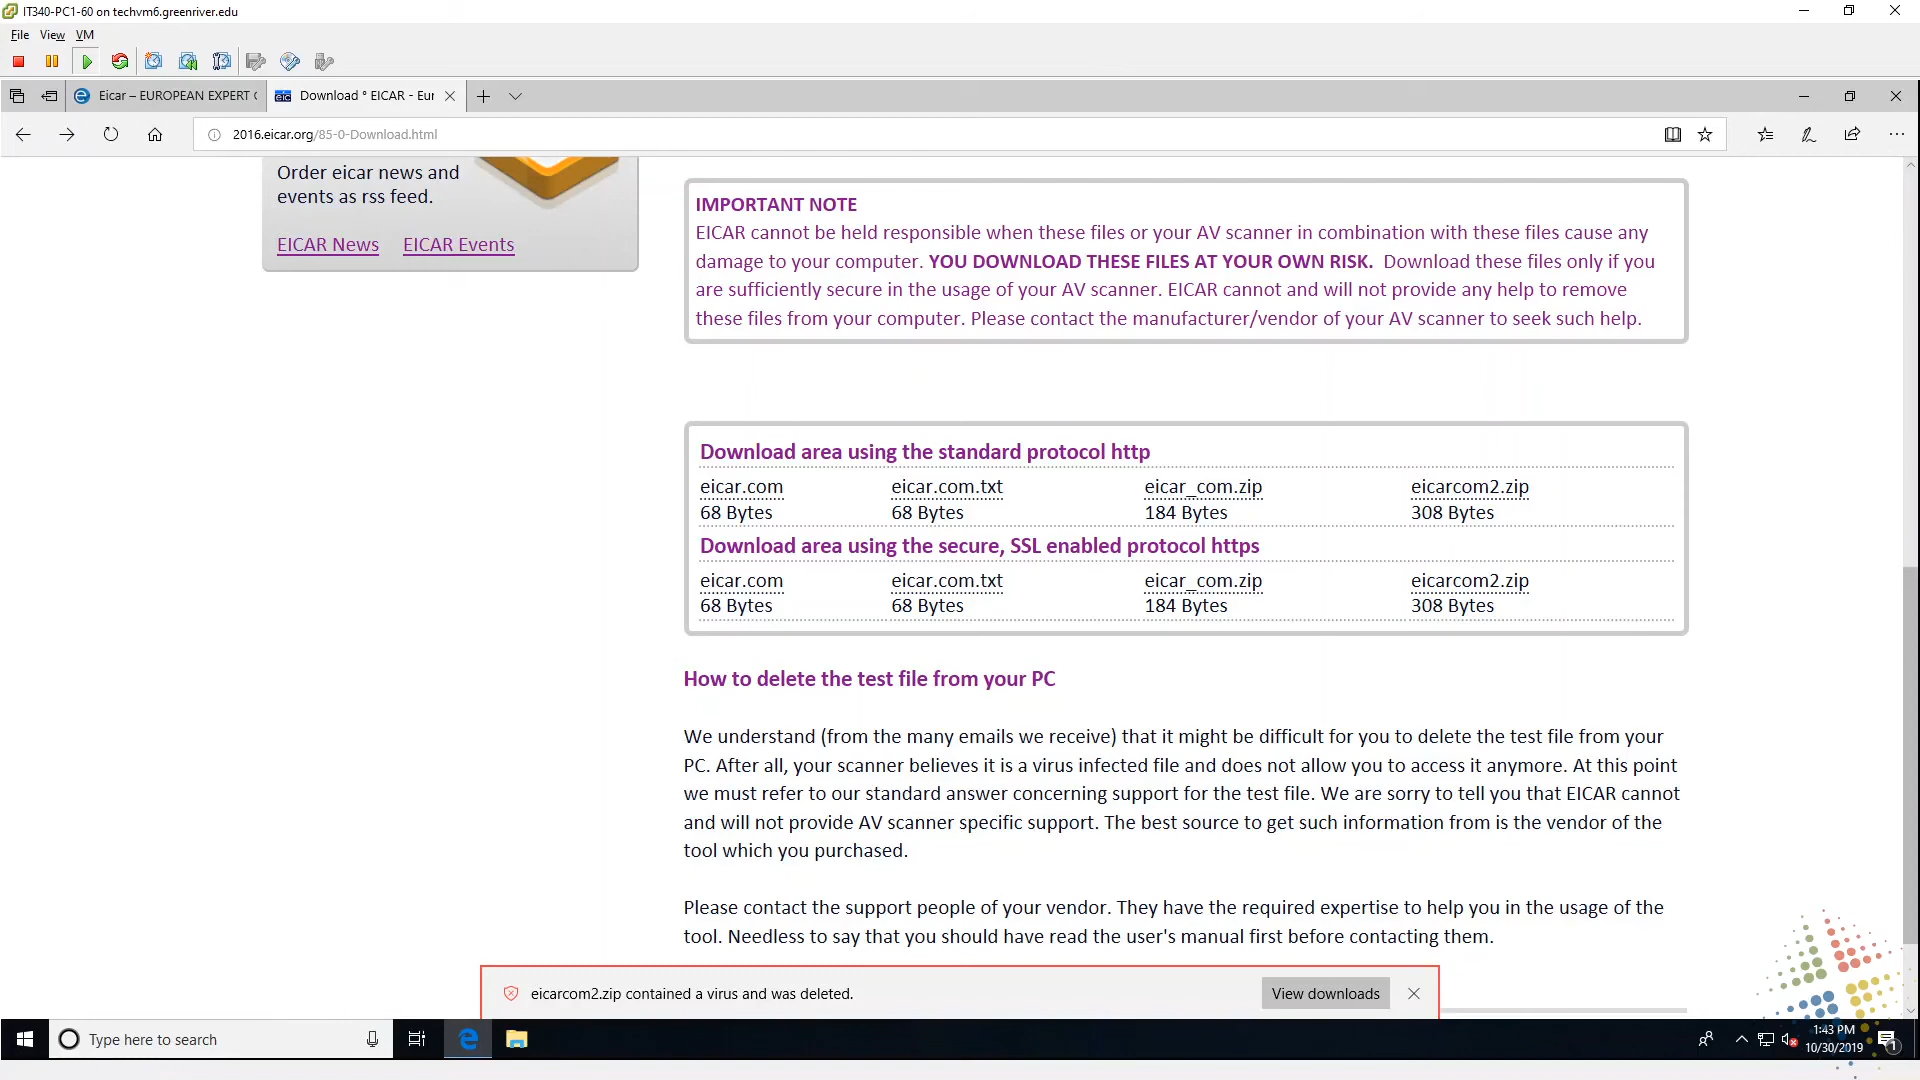 IT340-PC1-60 on techvm6.greenriver.edu
File View VM
Eicar – EUROPEAN EXPERT
Download ° EICAR - Eur
2016.eicar.org/85-0-Download.html
Order eicar news and
events as rss feed.
EICAR News EICAR Events
IMPORTANT NOTE
EICAR cannot be held responsible when these files or your AV scanner in combination with these files cause any
damage to your computer. YOU DOWNLOAD THESE FILES AT YOUR OWN RISK. Download these files only if you
are sufficiently secure in the usage of your AV scanner. EICAR cannot and will not provide any help to remove
these files from your computer. Please contact the manufacturer/vendor of your AV scanner to seek such help.
Download area using the standard protocol http
eicar.com eicar.com.txt eicar_com.zip eicarcom2.zip
68 Bytes 68 Bytes 184 Bytes 308 Bytes
Download area using the secure, SSL enabled protocol https
eicar.com eicar.com.txt eicar_com.zip eicarcom2.zip
68 Bytes 68 Bytes 184 Bytes 308 Bytes
How to delete the test file from your PC
We understand (from the many emails we receive) that it might be difficult for you to delete the test file from your
PC. After all, your scanner believes it is a virus infected file and does not allow you to access it anymore. At this point
we must refer to our standard answer concerning support for the test file. We are sorry to tell you that EICAR cannot
and will not provide AV scanner specific support. The best source to get such information from is the vendor of the
tool which you purchased.
Please contact the support people of your vendor. They have the required expertise to help you in the usage of the
tool. Needless to say that you should have read the user's manual first before contacting them.
eicarcom2.zip contained a virus and was deleted. View downloads
Type here to search
1:43 PM
10/30/2019
1